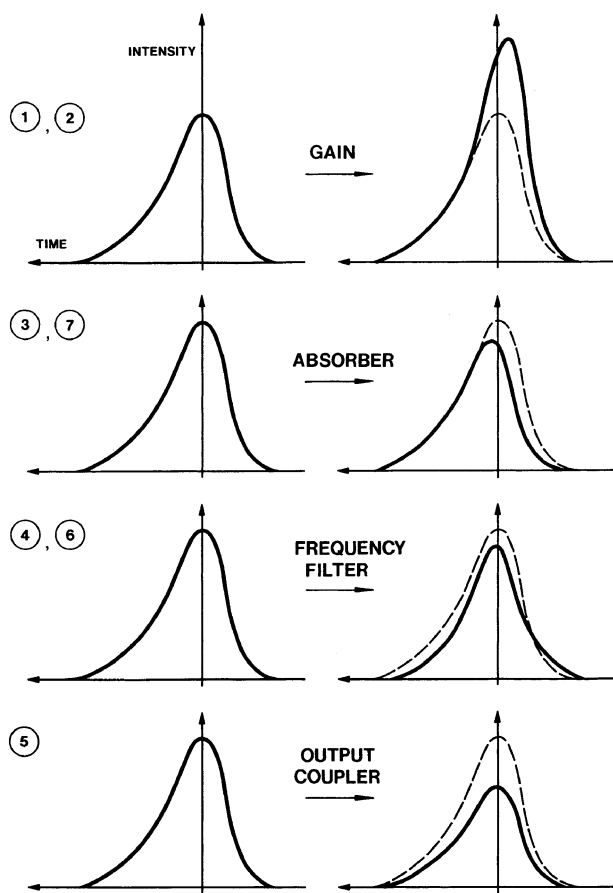 INTENSITY
① , ②
GAIN
TIME
③ , ⑦
ABSORBER
④ , ⑥
FREQUENCY
FILTER
⑤
OUTPUT
COUPLER